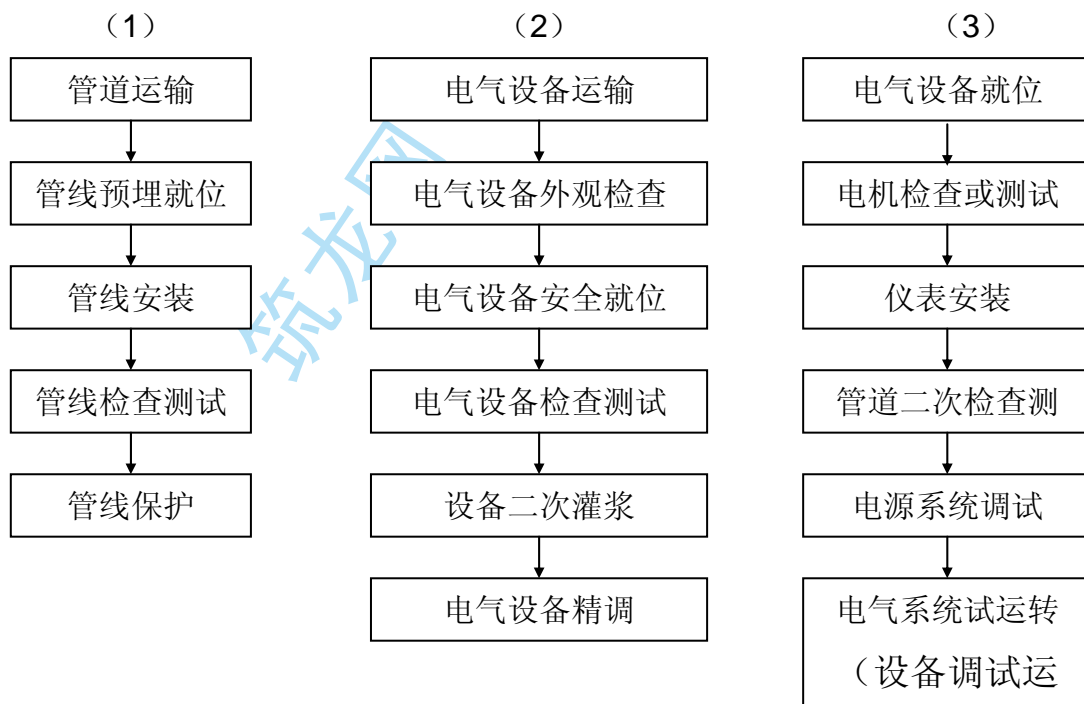 （1）
管道运输
管线预埋就位
管线安装
管线检查测试
管线保护
（2）
电气设备运输
电气设备外观检查
电气设备安全就位
电气设备检查测试
设备二次灌浆
电气设备精调
（3）
电气设备就位
电机检查或测试
仪表安装
管道二次检查测
电源系统调试
电气系统试运转
（设备调试运
筑龙网